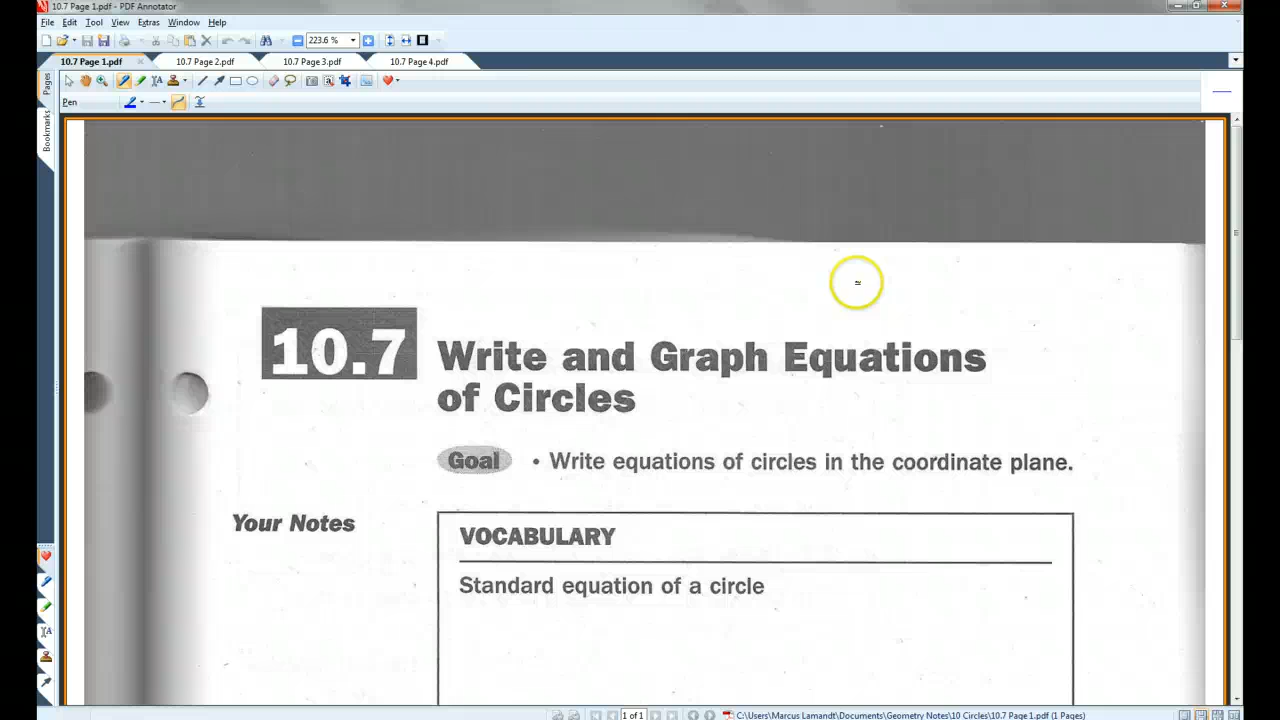 10.7 Page 1.pdf - PDF Annotator
File Edit Tool View Extras Window Help
223.6 %
10.7 Page 1.pdf 10.7 Page 2.pdf 10.7 Page 3.pdf 10.7 Page 4.pdf
Pen
Pages
Bookmarks
10.7 Write and Graph Equations
of Circles
Goal • Write equations of circles in the coordinate plane.
Your Notes
VOCABULARY
Standard equation of a circle
1 of 1
C:\Users\Marcus Lamandt\Documents\Geometry Notes\10 Circles\10.7 Page 1.pdf (1 Pages)